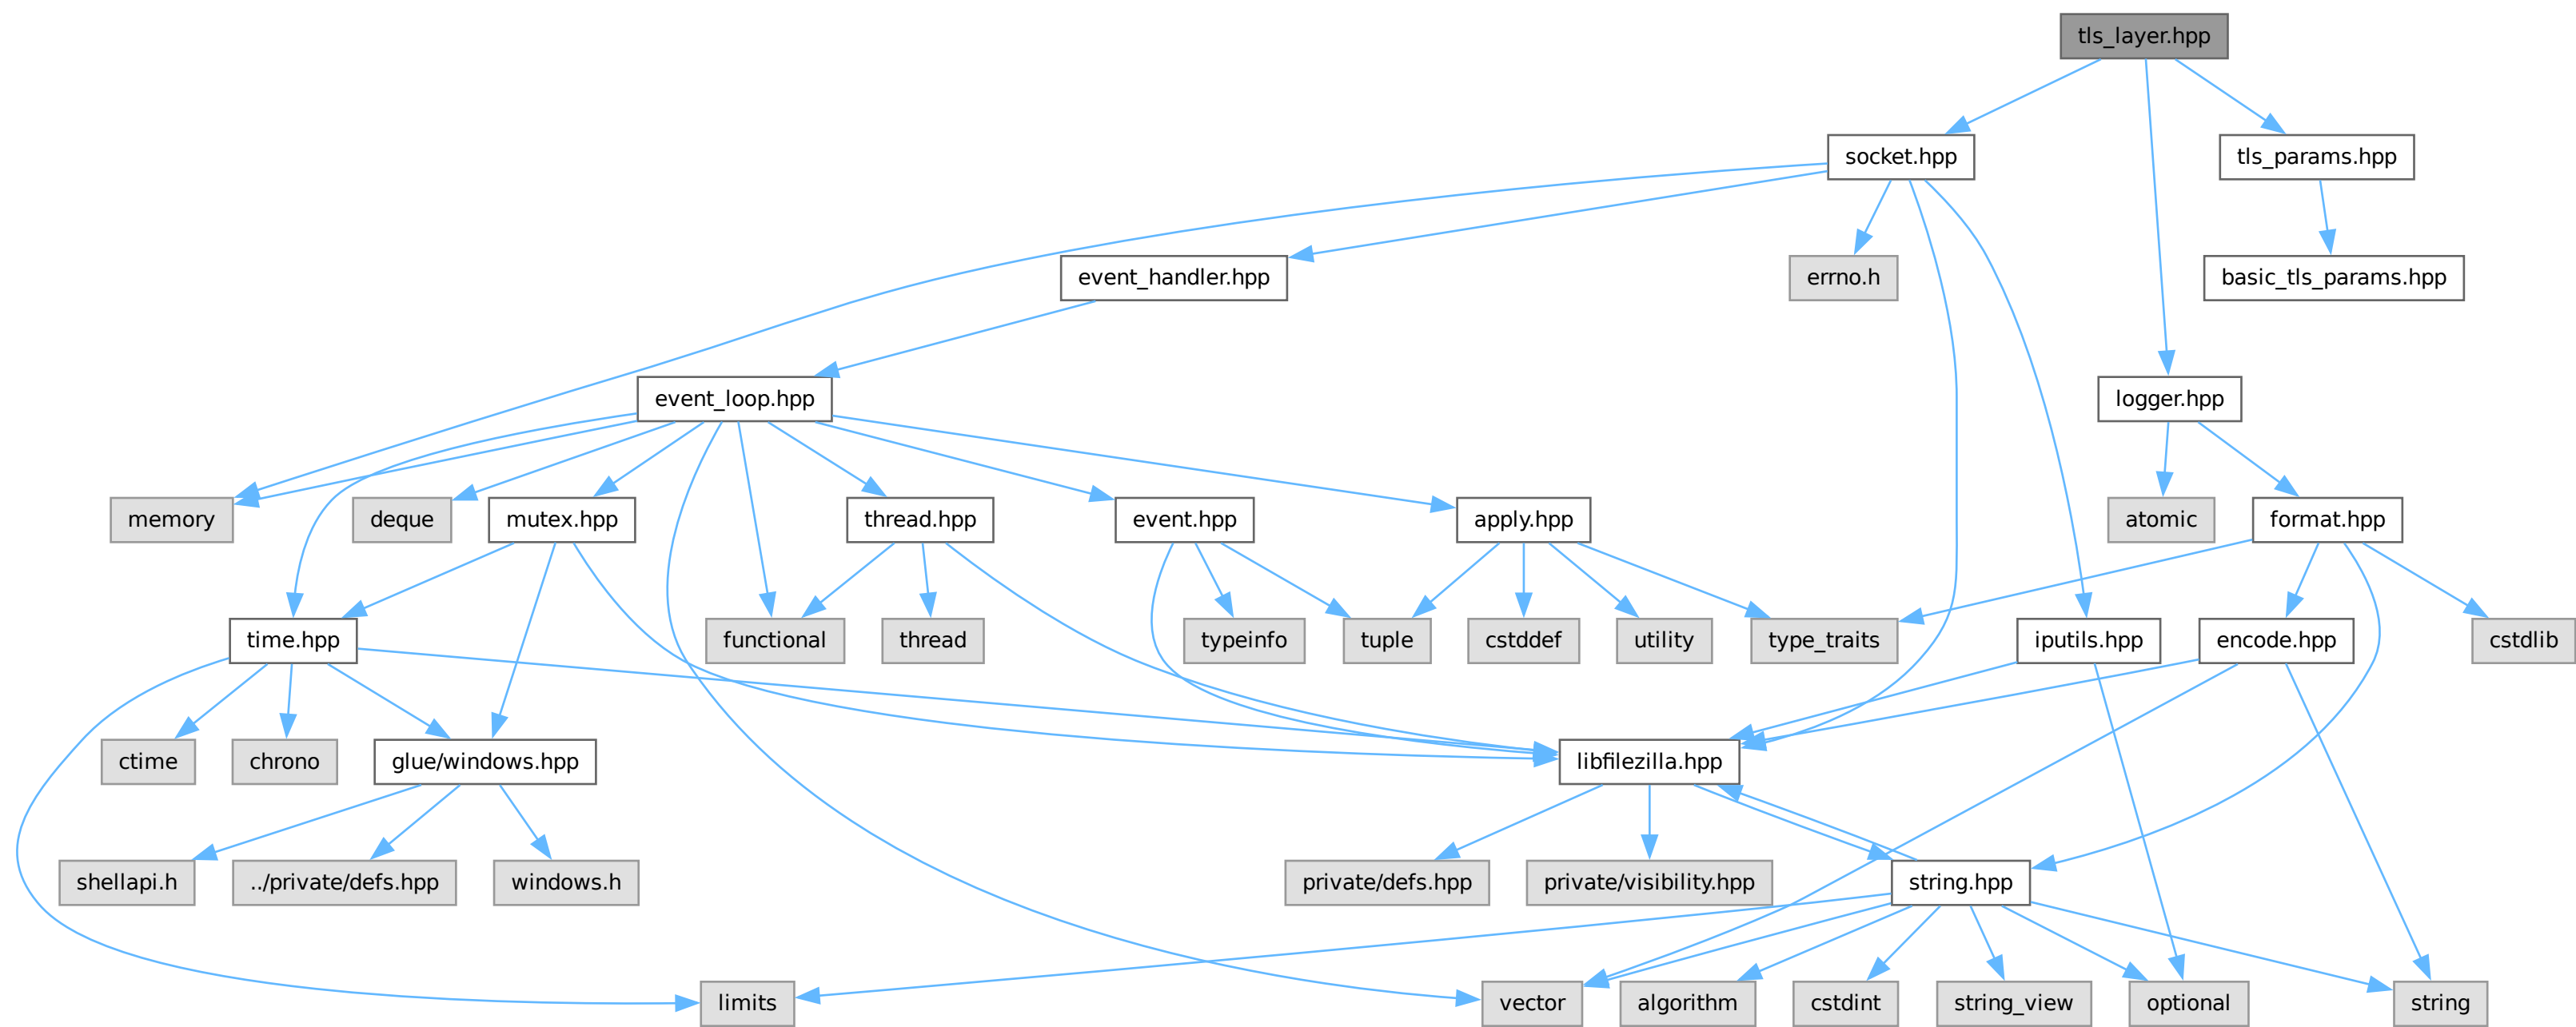 tls_layer.hpp
socket.hpp
tls_params.hpp
event_handler.hpp
errno.h
basic_tls_params.hpp
event_loop.hpp
logger.hpp
memory
deque
mutex.hpp
thread.hpp
event.hpp
apply.hpp
atomic
format.hpp
time.hpp
functional
thread
typeinfo
tuple
cstddef
utility
type_traits
iputils.hpp
encode.hpp
cstdlib
ctime
chrono
glue/windows.hpp
libfilezilla.hpp
shellapi.h
../private/defs.hpp
windows.h
private/defs.hpp
private/visibility.hpp
string.hpp
limits
vector
algorithm
cstdint
string_view
optional
string